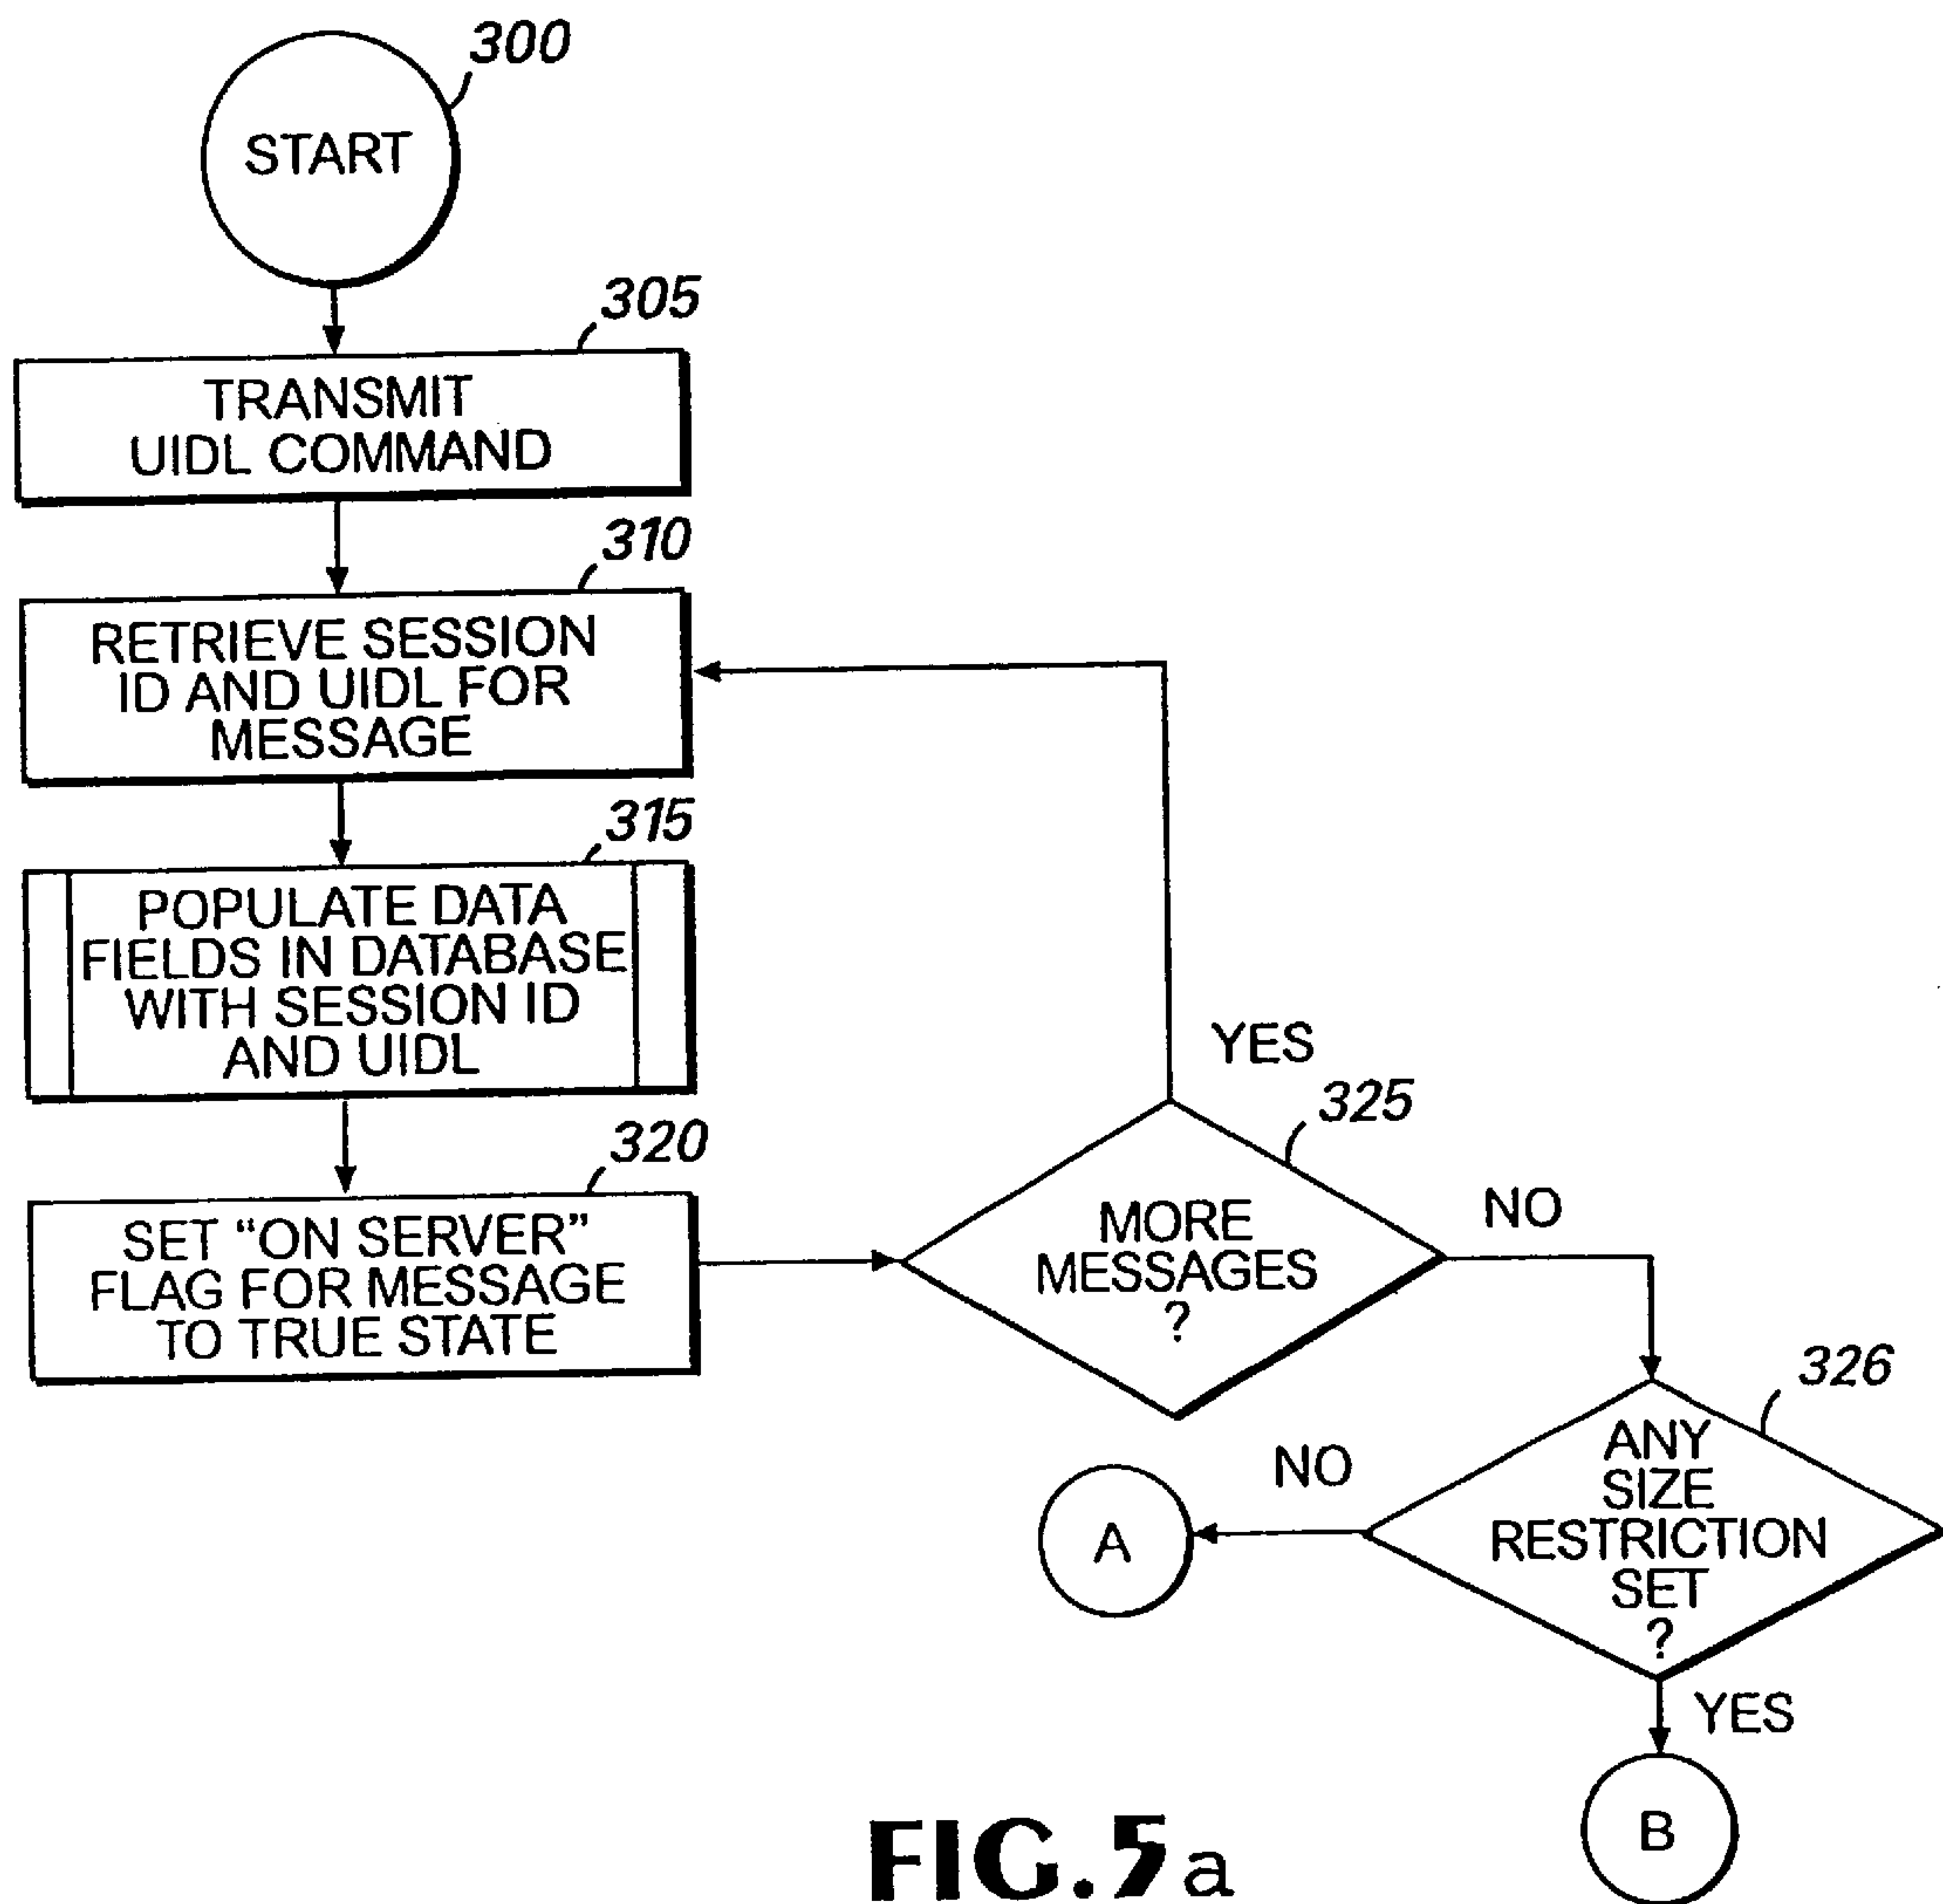 300
START
305
TRANSMIT
UIDL COMMAND
310
RETRIEVE SESSION
ID AND UIDL FOR
MESSAGE
315
POPULATE DATA
FIELDS IN DATABASE
WITH SESSION ID
AND UIDL
320
SET “ON SERVER”
FLAG FOR MESSAGE
TO TRUE STATE
YES
325
MORE
MESSAGES
?
NO
326
ANY
SIZE
RESTRICTION
SET
?
NO
A
YES
B
FIG.5a